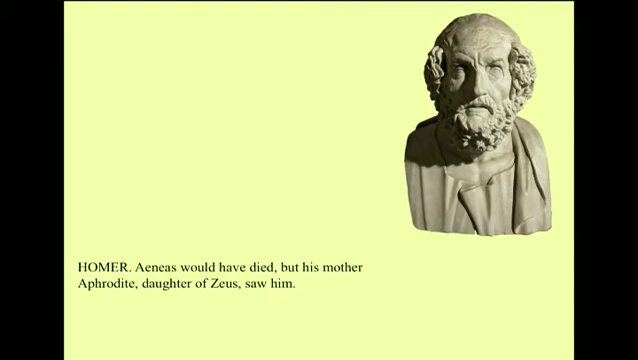 HOMER. Aeneas would have died, but his mother
Aphrodite, daughter of Zeus, saw him.